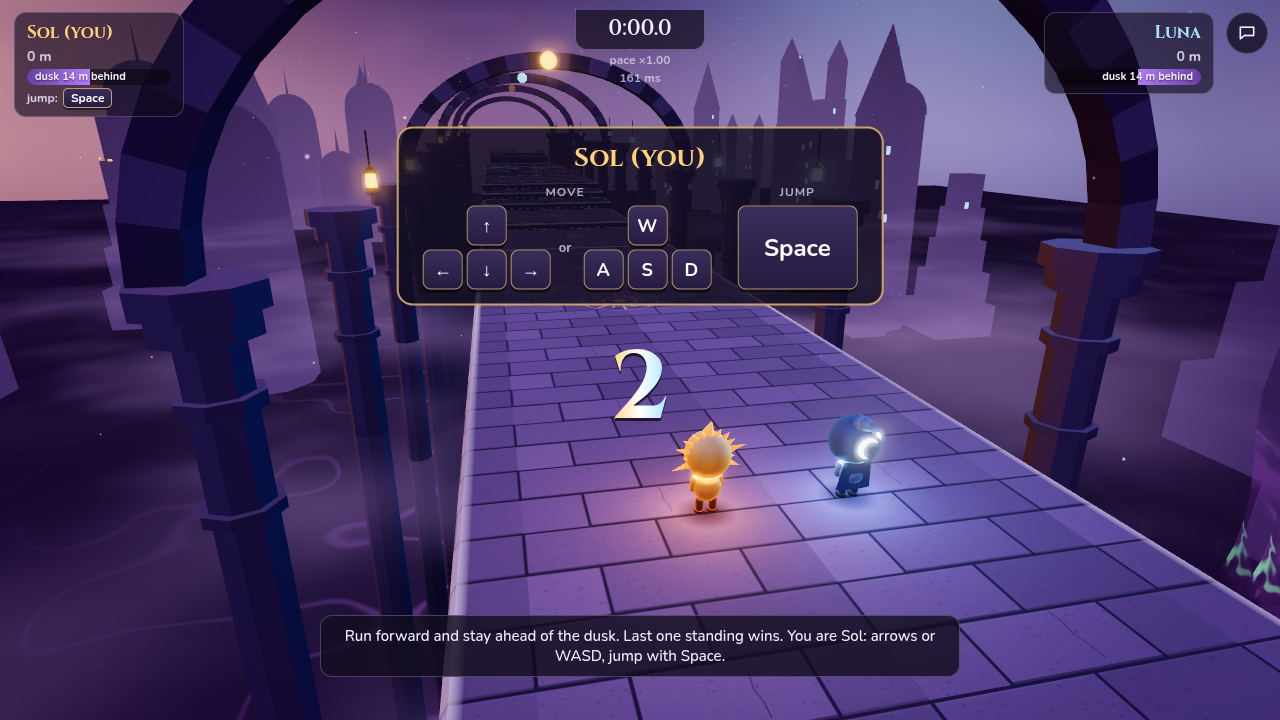 SOL (YOU)
0 m
dusk 14 m behind
jump: Space
0:00.0
pace ×1.00
161 ms
LUNA
0 m
dusk 14 m behind
SOL (YOU)
MOVE
JUMP
↑
← ↓ →
or
W
A S D
Space
2
Run forward and stay ahead of the dusk. Last one standing wins. You are Sol: arrows or
WASD, jump with Space.